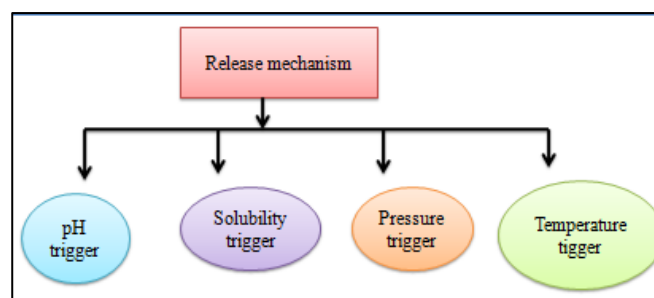 Release mechanism
pH
trigger
Solubility
trigger
Pressure
trigger
Temperature
tigger